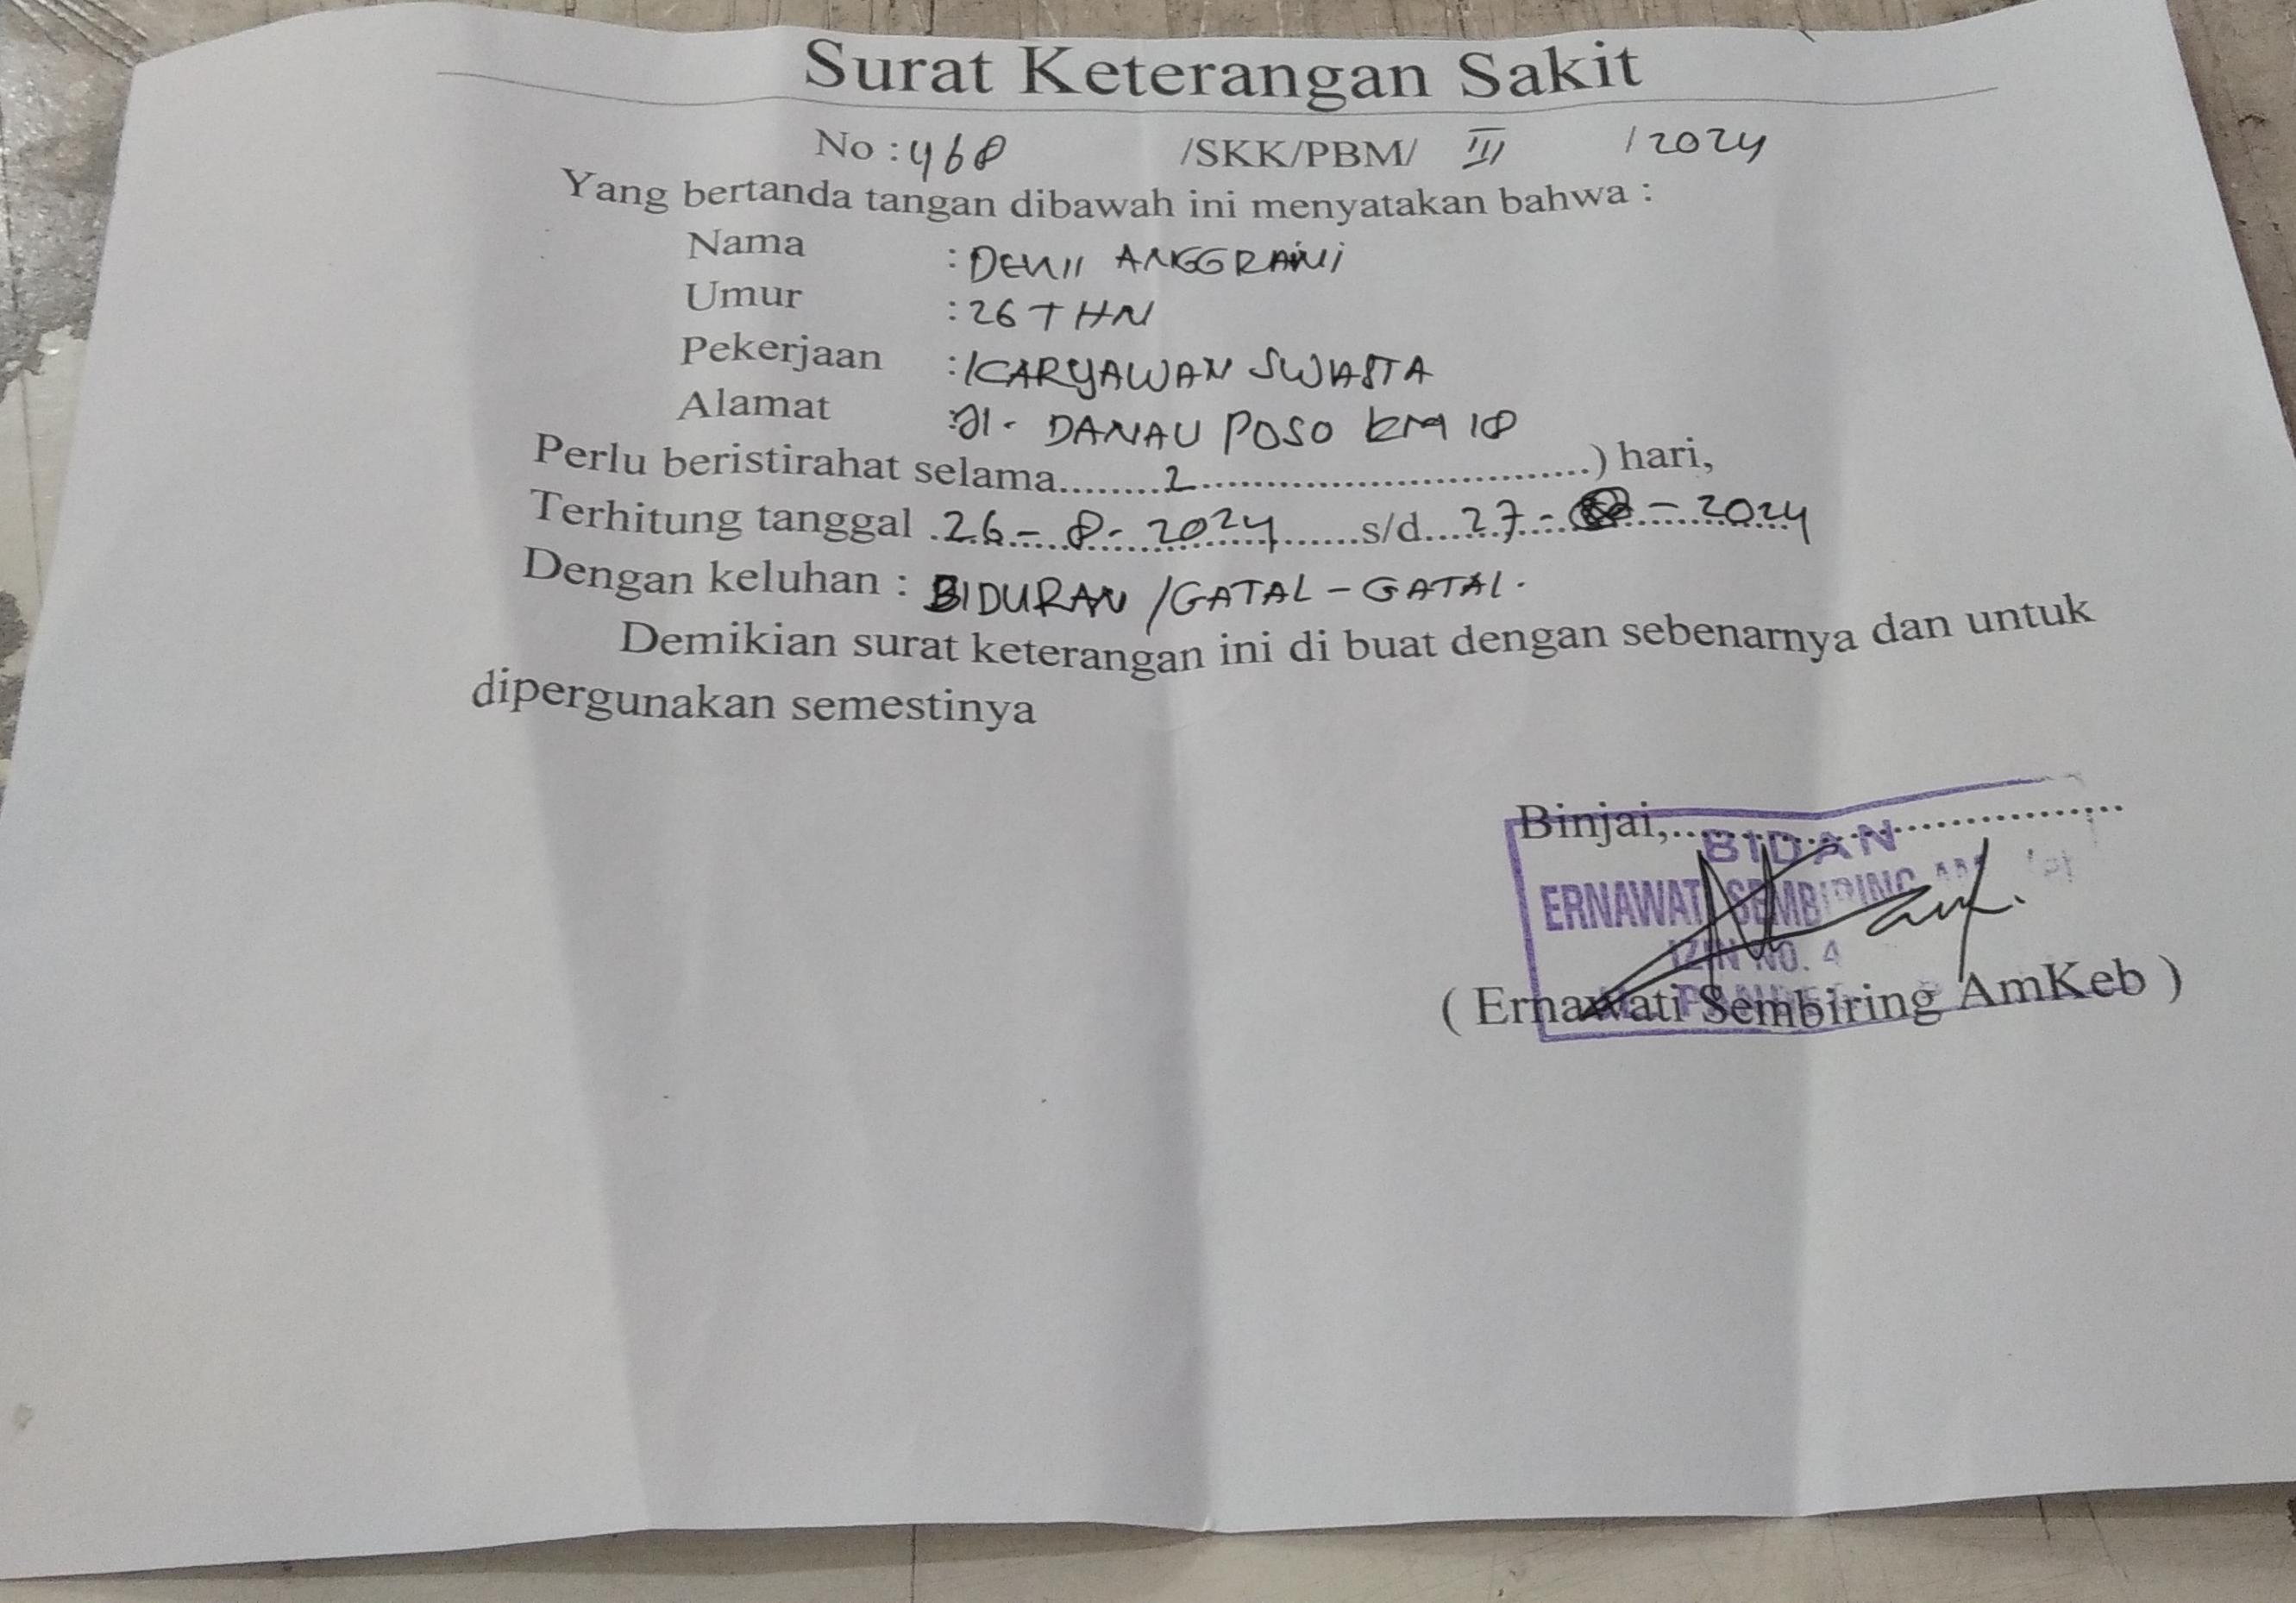 Surat Keterangan Sakit
No : 468 /SKK/PBM/ III / 2024
Yang bertanda tangan dibawah ini menyatakan bahwa :
Nama : DEWII ANGGRAINI
Umur : 26 THN
Pekerjaan : KARYAWAN SWASTA
Alamat : Jl. DANAU POSO KM 18
Perlu beristirahat selama........2..................................) hari,
Terhitung tanggal .26 - 8 - 2024......s/d....27 - - 2024
Dengan keluhan : BIDURAN / GATAL - GATAL.
Demikian surat keterangan ini di buat dengan sebenarnya dan untuk
dipergunakan semestinya
Binjai,..............................
BIDAN
ERNAWATI SEMBIRING
IZIN NO. 4
( Ernawati Sembiring AmKeb )